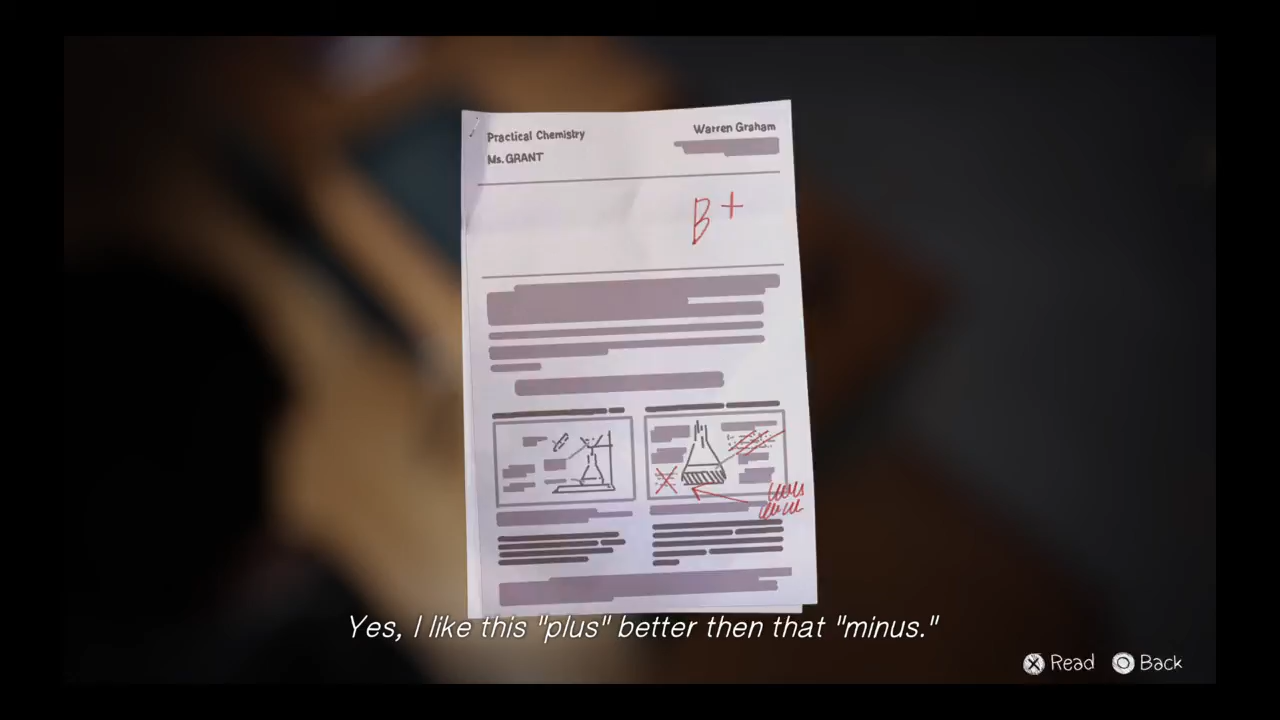 Practical Chemistry
Warren Graham
Ms. GRANT
B+
Yes, I like this "plus" better then that "minus."
Read
Back